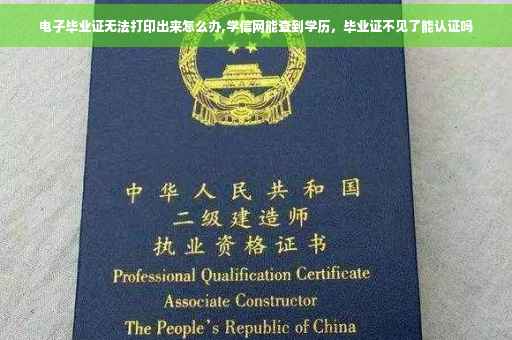 电子毕业证无法打印出来怎么办,学信网能查到学历，毕业证不见了能认证吗
中华人民共和国
二级建造师
执业资格证书
Professional Qualification Certificate
Associate Constructor
The People's Republic of China